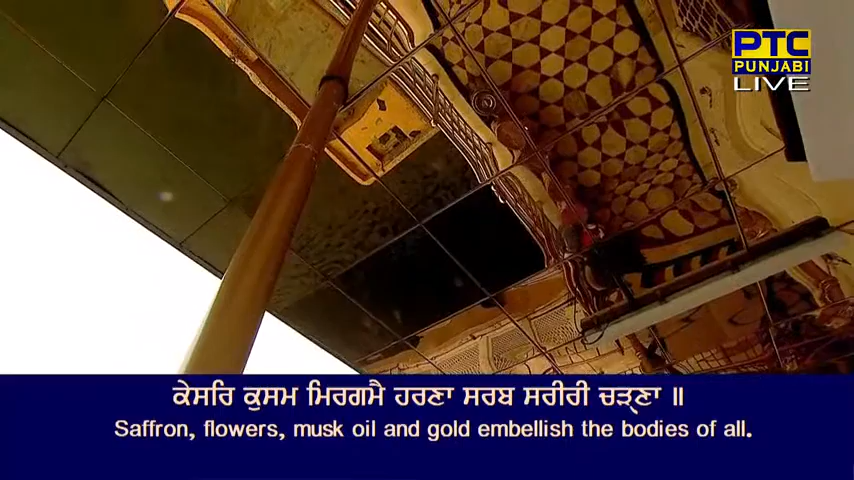 PTC
PUNJABI
LIVE
ਕੇਸਰਿ ਕੁਸਮ ਮਿਰਗਮੈ ਹਰਣਾ ਸਰਬ ਸਰੀਰੀ ਚੜ੍ਹਣਾ ॥
Saffron, flowers, musk oil and gold embellish the bodies of all.